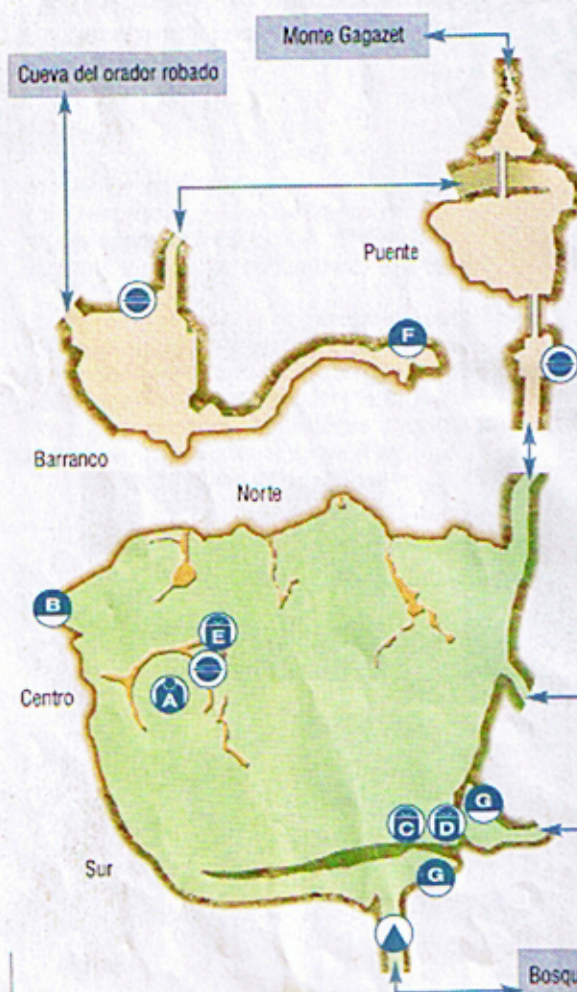 Monte Gagazet
Cueva del orador robado
Puente
F
Barranco
Norte
B
E
Centro
A
G
C D
Sur
G
Bosqu